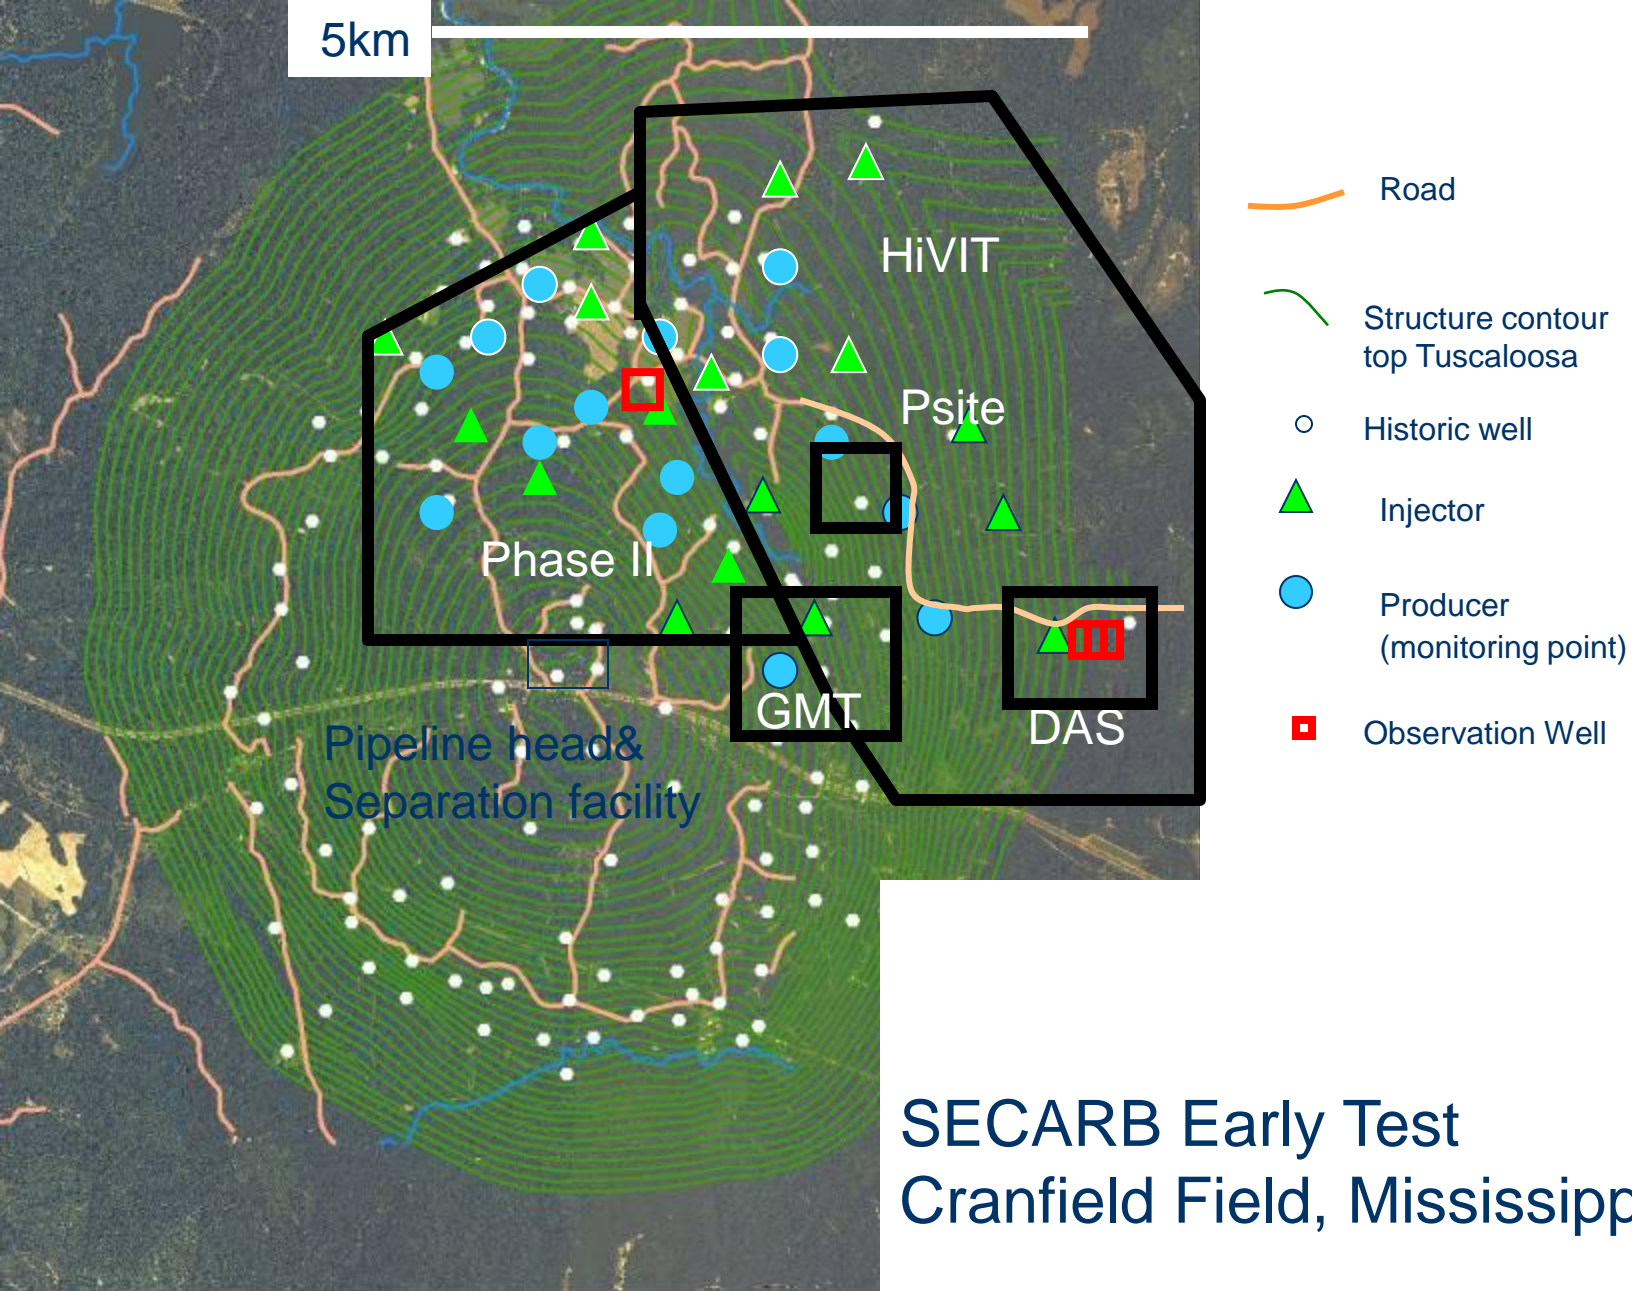 5km
HiVIT
Psite
Phase II
GMT
DAS
Pipeline head&
Separation facility
Road
Structure contour
top Tuscaloosa
Historic well
Injector
Producer
(monitoring point)
Observation Well
SECARB Early Test
Cranfield Field, Mississipp